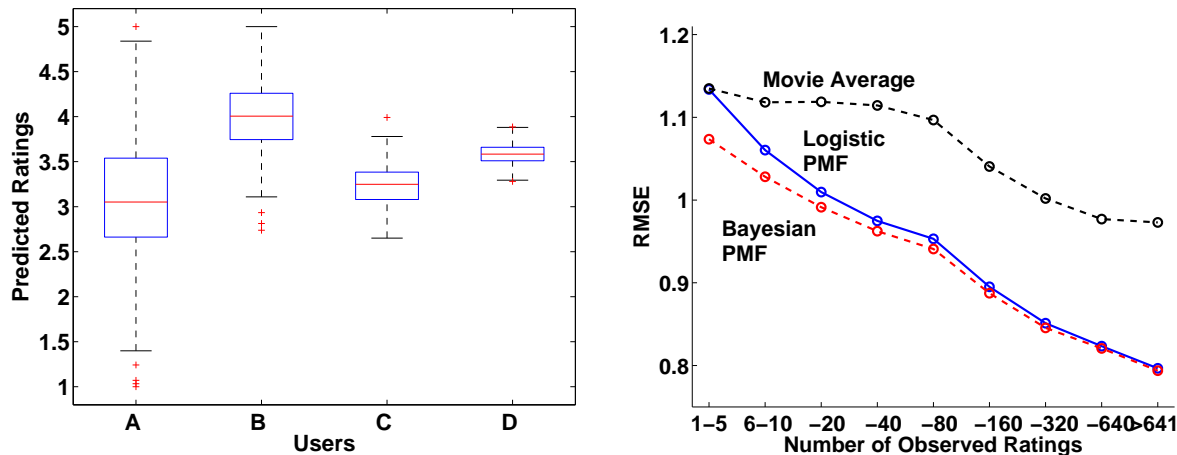 5
4.5
4
3.5
3
2.5
2
1.5
1
Predicted Ratings
A B C D
Users
1.2
1.1
1
0.9
0.8
RMSE
Movie Average
Logistic
PMF
Bayesian
PMF
1−5 6−10 −20 −40 −80 −160 −320 −640 >641
Number of Observed Ratings